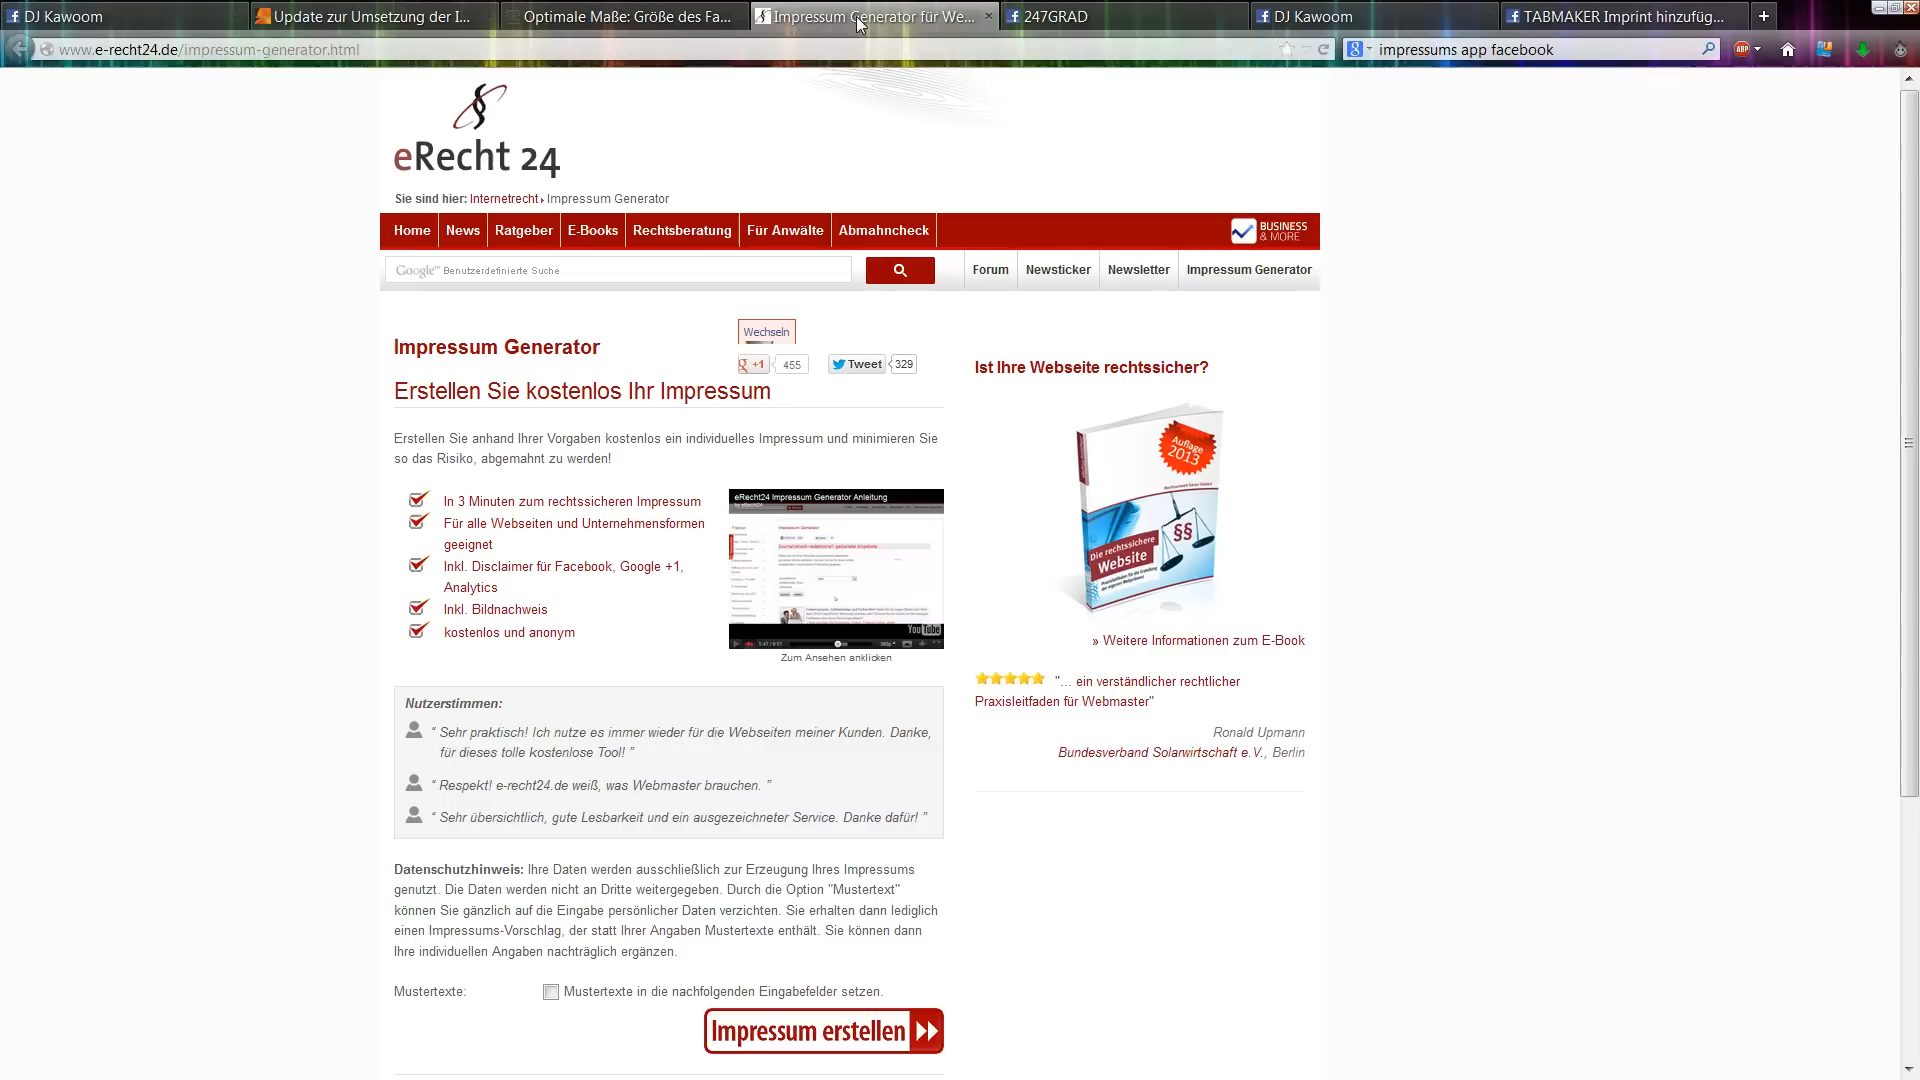 DJ Kawoom
Update zur Umsetzung der I...
Optimale Maße: Größe des Fa...
Impressum Generator für We...
247GRAD
DJ Kawoom
TABMAKER Imprint hinzufüg...
www.e-recht24.de/impressum-generator.html
impressums app facebook
ABP
eRecht 24
Sie sind hier: Internetrecht Impressum Generator
Home News Ratgeber E-Books Rechtsberatung Für Anwälte Abmahncheck
BUSINESS
& MORE
Google™ Benutzerdefinierte Suche
Forum Newsticker Newsletter Impressum Generator
Impressum Generator
Wechseln
+1 455 Tweet 329
Erstellen Sie kostenlos Ihr Impressum
Erstellen Sie anhand Ihrer Vorgaben kostenlos ein individuelles Impressum und minimieren Sie
so das Risiko, abgemahnt zu werden!
In 3 Minuten zum rechtssicheren Impressum
Für alle Webseiten und Unternehmensformen
geeignet
Inkl. Disclaimer für Facebook, Google +1,
Analytics
Inkl. Bildnachweis
kostenlos und anonym
eRecht24 Impressum Generator Anleitung
Impressum Generator
YouTube
Zum Ansehen anklicken
Nutzerstimmen:
“ Sehr praktisch! Ich nutze es immer wieder für die Webseiten meiner Kunden. Danke,
für dieses tolle kostenlose Tool! ”
“ Respekt! e-recht24.de weiß, was Webmaster brauchen. ”
“ Sehr übersichtlich, gute Lesbarkeit und ein ausgezeichneter Service. Danke dafür! ”
Datenschutzhinweis: Ihre Daten werden ausschließlich zur Erzeugung Ihres Impressums
genutzt. Die Daten werden nicht an Dritte weitergegeben. Durch die Option "Mustertext"
können Sie gänzlich auf die Eingabe persönlicher Daten verzichten. Sie erhalten dann lediglich
einen Impressums-Vorschlag, der statt Ihrer Angaben Mustertexte enthält. Sie können dann
Ihre individuellen Angaben nachträglich ergänzen.
Mustertexte: Mustertexte in die nachfolgenden Eingabefelder setzen.
Impressum erstellen
Ist Ihre Webseite rechtssicher?
Auflage
2013
§§
Die rechtssichere
Website
» Weitere Informationen zum E-Book
"... ein verständlicher rechtlicher
Praxisleitfaden für Webmaster"
Ronald Upmann
Bundesverband Solarwirtschaft e.V., Berlin